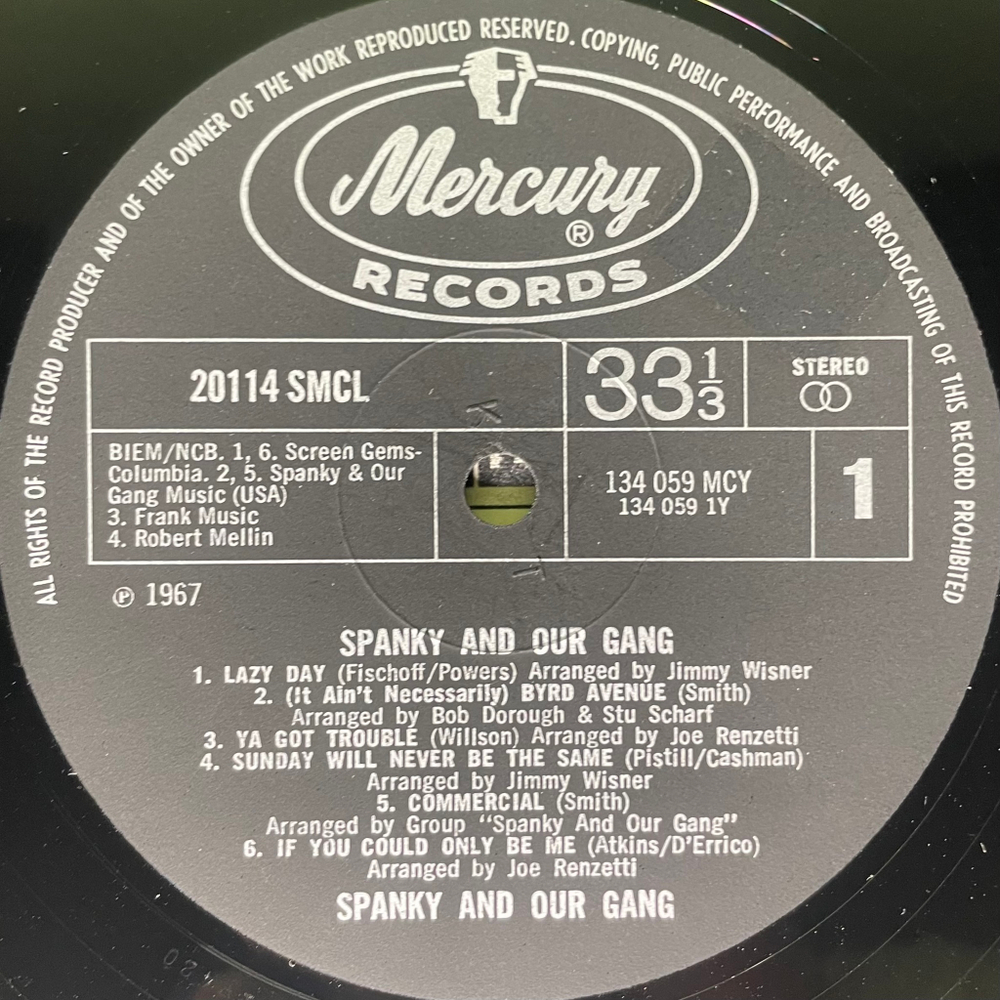 ALL RIGHTS OF THE RECORD PRODUCER AND OF THE OWNER OF THE WORK REPRODUCED RESERVED. COPYING, PUBLIC PERFORMANCE AND BROADCASTING OF THIS RECORD PROHIBITED
Mercury ®
RECORDS
20114 SMCL
33 1/3
STEREO
BIEM/NCB. 1, 6. Screen Gems-
Columbia. 2, 5. Spanky & Our
Gang Music (USA)
3. Frank Music
4. Robert Mellin
134 059 MCY
134 059 1Y
1
℗ 1967
SPANKY AND OUR GANG
1. LAZY DAY (Fischoff/Powers) Arranged by Jimmy Wisner
2. (It Ain't Necessarily) BYRD AVENUE (Smith)
Arranged by Bob Dorough & Stu Scharf
3. YA GOT TROUBLE (Willson) Arranged by Joe Renzetti
4. SUNDAY WILL NEVER BE THE SAME (Pistill/Cashman)
Arranged by Jimmy Wisner
5. COMMERCIAL (Smith)
Arranged by Group "Spanky And Our Gang"
6. IF YOU COULD ONLY BE ME (Atkins/D'Errico)
Arranged by Joe Renzetti
SPANKY AND OUR GANG
K
T
20